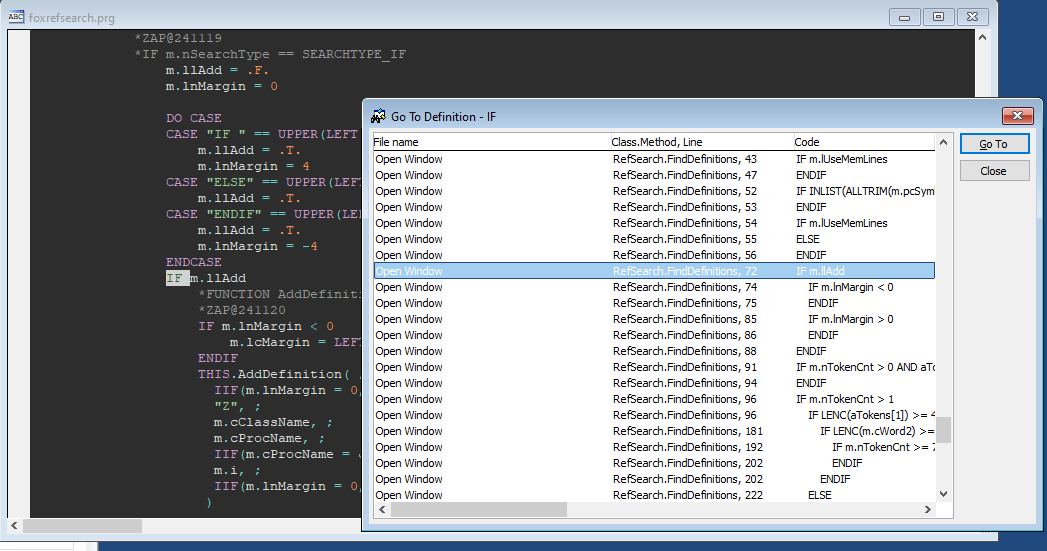 foxrefsearch.prg
*ZAP@241119
*IF m.nSearchType == SEARCHTYPE_IF
m.llAdd = .F.
m.lnMargin = 0
DO CASE
CASE "IF " == UPPER(LEFT
m.llAdd = .T.
m.lnMargin = 4
CASE "ELSE" == UPPER(LEFT
m.llAdd = .T.
CASE "ENDIF" == UPPER(LE
m.llAdd = .T.
m.lnMargin = -4
ENDCASE
IF m.llAdd
*FUNCTION AddDefiniti
*ZAP@241120
IF m.lnMargin < 0
m.lcMargin = LEF
ENDIF
THIS.AddDefinition( ,
IIF(m.lnMargin = 0,
"Z", ;
m.cClassName, ;
m.cProcName, ;
IIF(m.cProcName =
m.i, ;
IIF(m.lnMargin = 0,
)
Go To Definition - IF
File name Class.Method, Line Code
Open Window RefSearch.FindDefinitions, 43 IF m.lUseMemLines
Open Window RefSearch.FindDefinitions, 47 ENDIF
Open Window RefSearch.FindDefinitions, 52 IF INLIST(ALLTRIM(m.pcSym
Open Window RefSearch.FindDefinitions, 53 ENDIF
Open Window RefSearch.FindDefinitions, 54 IF m.lUseMemLines
Open Window RefSearch.FindDefinitions, 55 ELSE
Open Window RefSearch.FindDefinitions, 56 ENDIF
Open Window RefSearch.FindDefinitions, 72 IF m.llAdd
Open Window RefSearch.FindDefinitions, 74 IF m.lnMargin < 0
Open Window RefSearch.FindDefinitions, 75 ENDIF
Open Window RefSearch.FindDefinitions, 85 IF m.lnMargin > 0
Open Window RefSearch.FindDefinitions, 86 ENDIF
Open Window RefSearch.FindDefinitions, 88 ENDIF
Open Window RefSearch.FindDefinitions, 91 IF m.nTokenCnt > 0 AND aTo
Open Window RefSearch.FindDefinitions, 94 ENDIF
Open Window RefSearch.FindDefinitions, 96 IF m.nTokenCnt > 1
Open Window RefSearch.FindDefinitions, 96 IF LENC(aTokens[1]) >= 4
Open Window RefSearch.FindDefinitions, 181 IF LENC(m.cWord2) >=
Open Window RefSearch.FindDefinitions, 192 IF m.nTokenCnt >= 7
Open Window RefSearch.FindDefinitions, 202 ENDIF
Open Window RefSearch.FindDefinitions, 202 ENDIF
Open Window RefSearch.FindDefinitions, 222 ELSE
Go To
Close